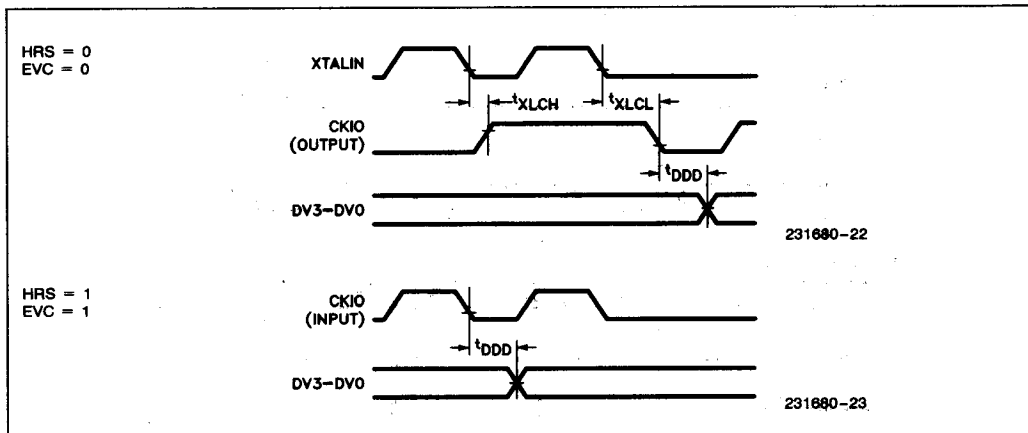 HRS = 0
EVC = 0
XTALIN
tXLCH
tXLCL
CKIO
(OUTPUT)
tDDD
DV3-DV0
231680-22
HRS = 1
EVC = 1
CKIO
(INPUT)
tDDD
DV3-DV0
231680-23